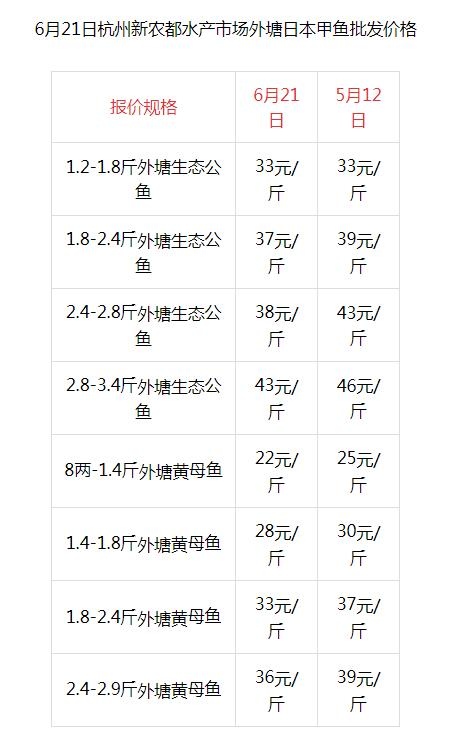 6月21日杭州新农都水产市场外塘日本甲鱼批发价格
报价规格
6月21
日
5月12
日
1.2-1.8斤外塘生态公
鱼
33元/
斤
33元/
斤
1.8-2.4斤外塘生态公
鱼
37元/
斤
39元/
斤
2.4-2.8斤外塘生态公
鱼
38元/
斤
43元/
斤
2.8-3.4斤外塘生态公
鱼
43元/
斤
46元/
斤
8两-1.4斤外塘黄母鱼
22元/
斤
25元/
斤
1.4-1.8斤外塘黄母鱼
28元/
斤
30元/
斤
1.8-2.4斤外塘黄母鱼
33元/
斤
37元/
斤
2.4-2.9斤外塘黄母鱼
36元/
斤
39元/
斤